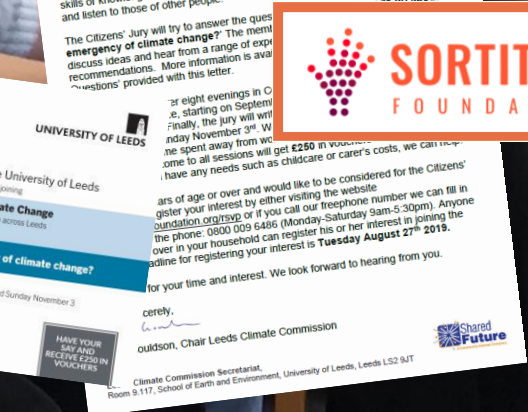 skills or know
and listen to those of other people.
The Citizens' Jury will try to answer the ques
emergency of climate change?' The memb
discuss ideas and hear from a range of expe
recommendations. More information is avai
Questions' provided with this letter.
er eight evenings in C
e, starting on Septem
Finally, the jury will writ
nday November 3rd. W
me spent away from wo
ome to all sessions will get £250 in vouche
have any needs such as childcare or carer's costs, we can help.
ars of age or over and would like to be considered for the Citizens'
gister your interest by either visiting the website
oundation.org/rsvp or if you call our freephone number we can fill in
the phone: 0800 009 6486 (Monday-Saturday 9am-5:30pm). Anyone
over in your household can register his or her interest in joining the
adline for registering your interest is Tuesday August 27th 2019.
for your time and interest. We look forward to hearing from you.
cerely,
ouldson, Chair Leeds Climate Commission
Climate Commission Secretariat,
Room 9.117, School of Earth and Environment, University of Leeds, Leeds LS2 9JT
Shared
Future
SORTIT
FOUNDA
UNIVERSITY OF LEEDS
University of Leeds
joining
ate Change
across Leeds
of climate change?
d Sunday November 3
HAVE YOUR
SAY AND
RECEIVE £250 IN
VOUCHERS